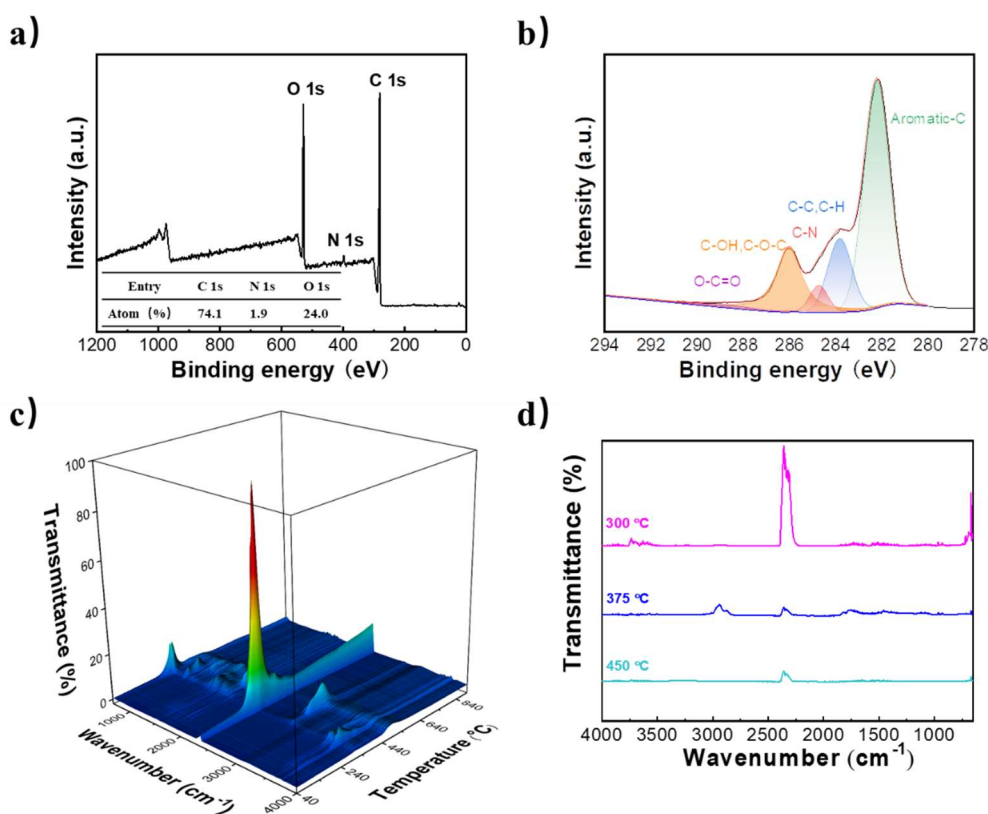 a)
C 1s
O 1s
N 1s
Intensity (a.u.)
Entry C 1s N 1s O 1s
Atom（%） 74.1 1.9 24.0
1200 1000 800 600 400 200 0
Binding energy（eV）
b)
Aromatic-C
C-C,C-H
C-N
C-OH,C-O-C
O-C=O
Intensity (a.u.)
294 292 290 288 286 284 282 280 278
Binding energy（eV）
c)
Transmittance (%)
100
80
60
40
20
0
1000 2000 3000 4000
Wavenumber (cm⁻¹)
40 240 440 640 840
Temperature (°C)
d)
Transmittance (%)
300 ºC
375 ºC
450 ºC
4000 3500 3000 2500 2000 1500 1000
Wavenumber（cm⁻¹）